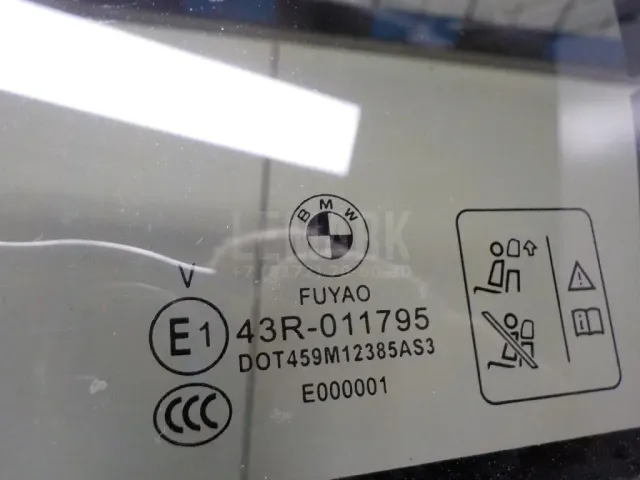 BMW
FUYAO
V
E1 43R-011795
DOT459M12385AS3
E000001
CCC